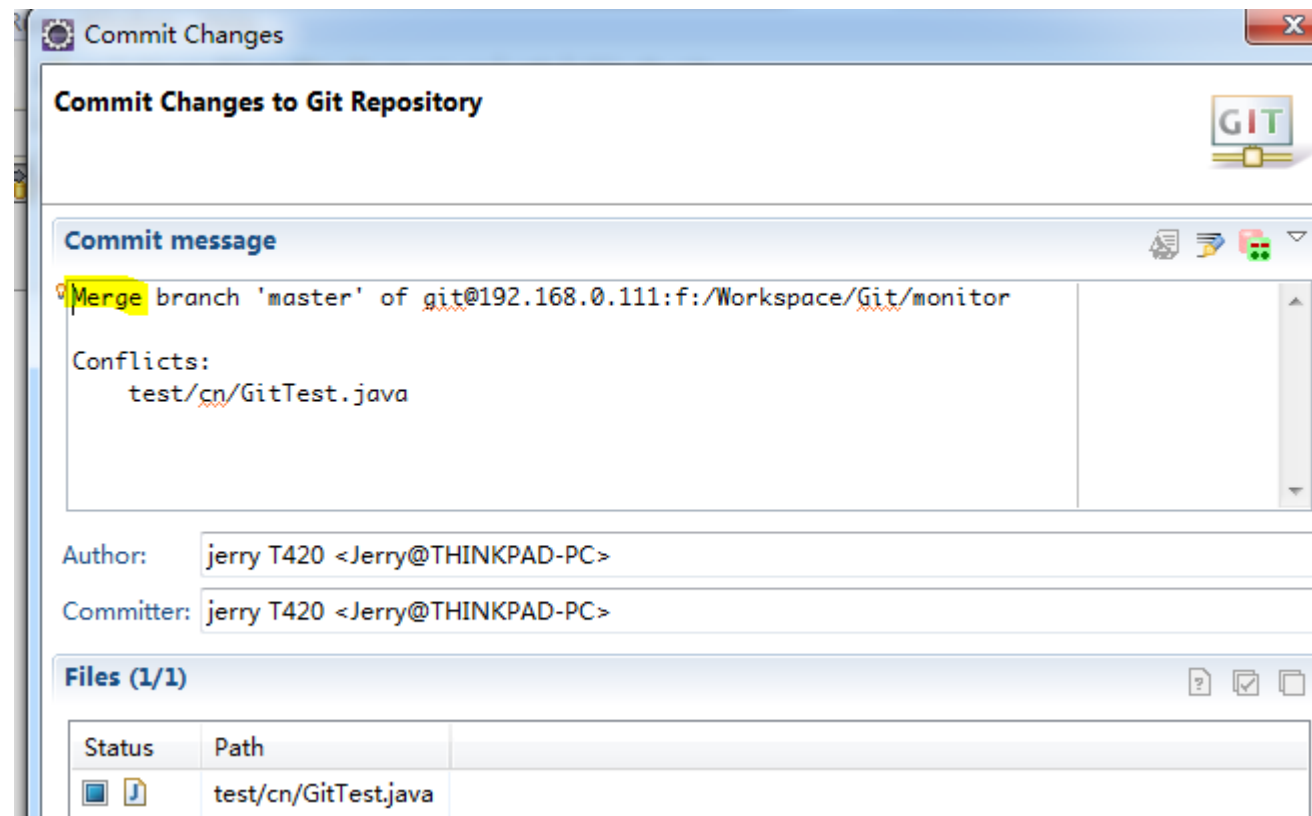 Commit Changes
Commit Changes to Git Repository
GIT
Commit message
Merge branch 'master' of git@192.168.0.111:f:/Workspace/Git/monitor
Conflicts:
test/cn/GitTest.java
Author: jerry T420 <Jerry@THINKPAD-PC>
Committer: jerry T420 <Jerry@THINKPAD-PC>
Files (1/1)
Status Path
J test/cn/GitTest.java